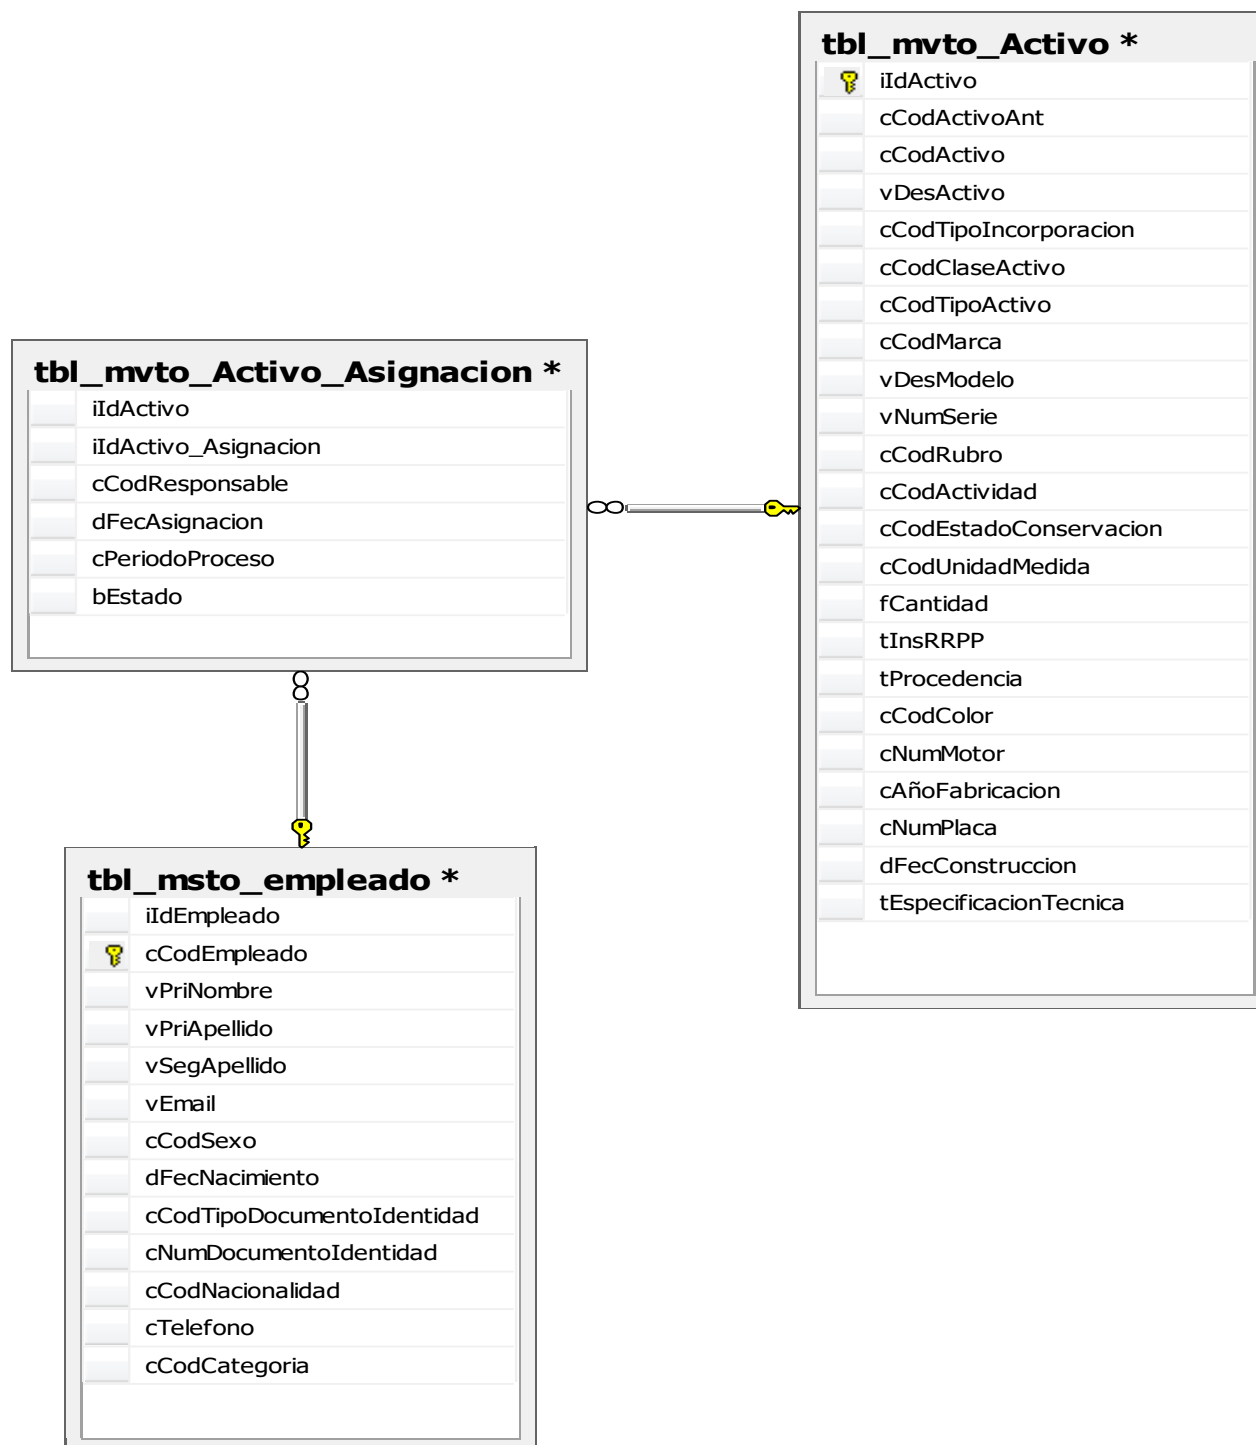 tbl_mvto_Activo *
iIdActivo
cCodActivoAnt
cCodActivo
vDesActivo
cCodTipoIncorporacion
cCodClaseActivo
cCodTipoActivo
cCodMarca
vDesModelo
vNumSerie
cCodRubro
cCodActividad
cCodEstadoConservacion
cCodUnidadMedida
fCantidad
tInsRRPP
tProcedencia
cCodColor
cNumMotor
cAñoFabricacion
cNumPlaca
dFecConstruccion
tEspecificacionTecnica
tbl_mvto_Activo_Asignacion *
iIdActivo
iIdActivo_Asignacion
cCodResponsable
dFecAsignacion
cPeriodoProceso
bEstado
tbl_msto_empleado *
iIdEmpleado
cCodEmpleado
vPriNombre
vPriApellido
vSegApellido
vEmail
cCodSexo
dFecNacimiento
cCodTipoDocumentoIdentidad
cNumDocumentoIdentidad
cCodNacionalidad
cTelefono
cCodCategoria